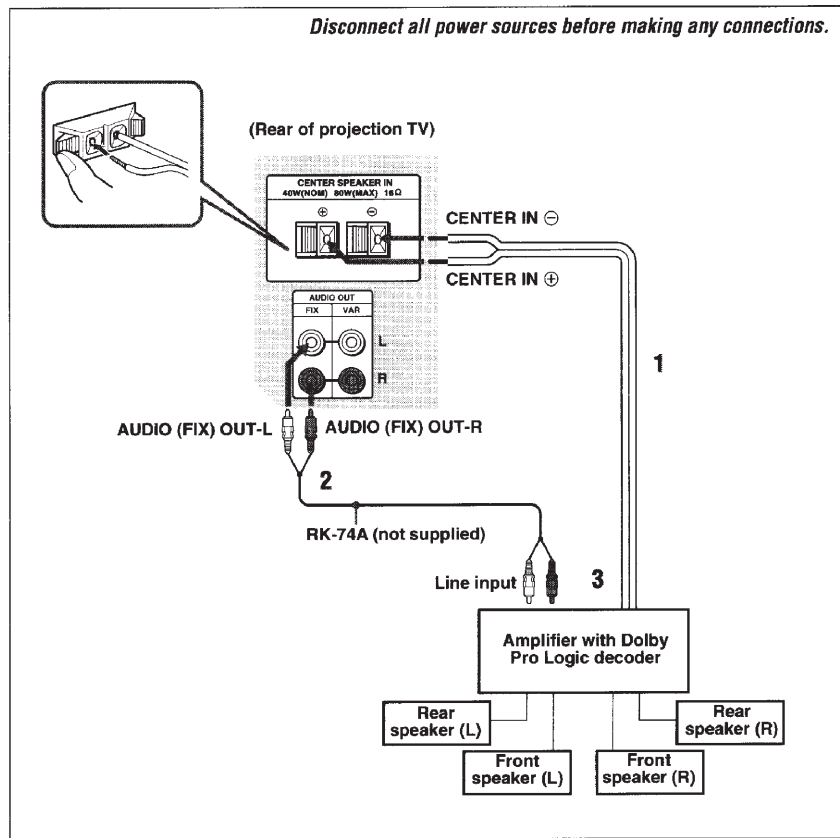 Disconnect all power sources before making any connections.
(Rear of projection TV)
CENTER SPEAKER IN
40W(NOM) 80W(MAX) 16Ω
⊕ ⊖
CENTER IN ⊖
CENTER IN ⊕
AUDIO OUT
FIX VAR
L
R
1
AUDIO (FIX) OUT-L
AUDIO (FIX) OUT-R
2
RK-74A (not supplied)
Line input
3
Amplifier with Dolby
Pro Logic decoder
Rear
speaker (L)
Rear
speaker (R)
Front
speaker (L)
Front
speaker (R)